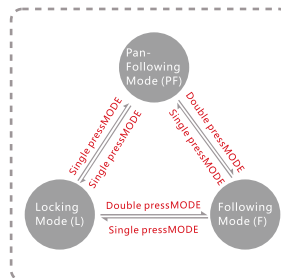 Pan-
Following
Mode (PF)
Single pressMODE
Single pressMODE
Double pressMODE
Single pressMODE
Locking
Mode (L)
Double pressMODE
Single pressMODE
Following
Mode (F)